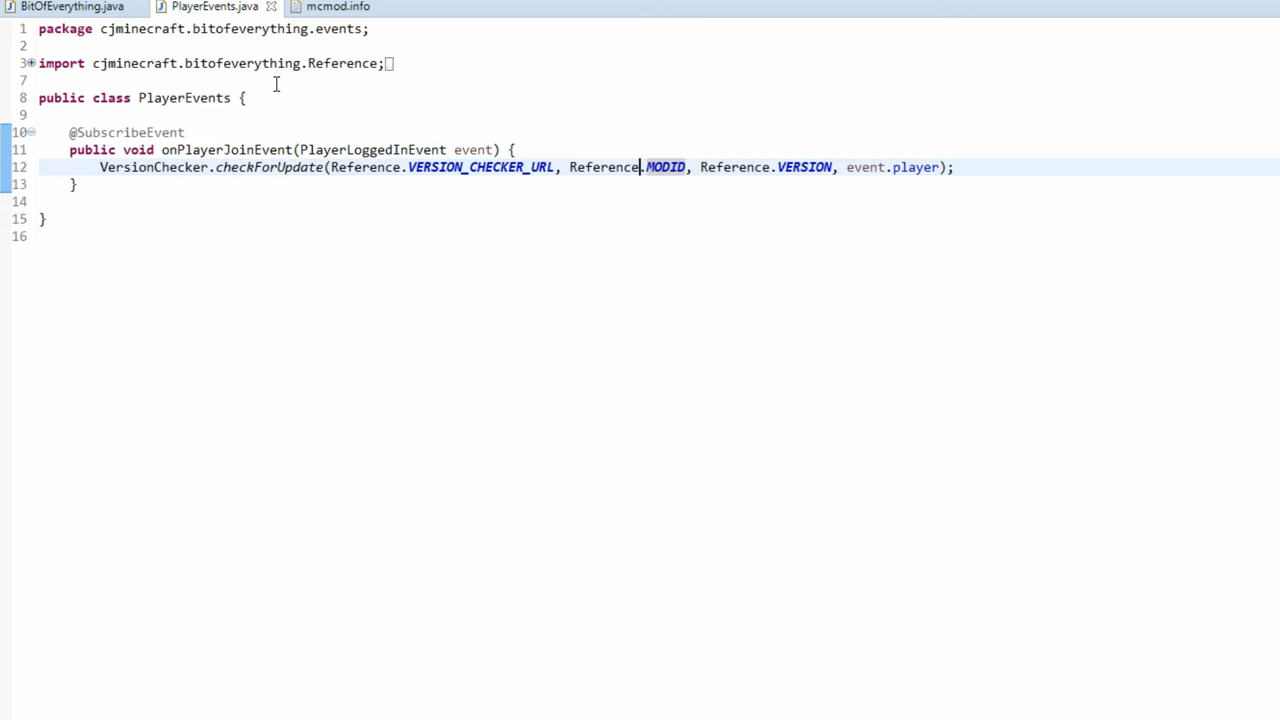 BitOfEverything.java PlayerEvents.java mcmod.info
1 package cjminecraft.bitofeverything.events;
2
3 import cjminecraft.bitofeverything.Reference;
7
8 public class PlayerEvents {
9
10 @SubscribeEvent
11 public void onPlayerJoinEvent(PlayerLoggedInEvent event) {
12 VersionChecker.checkForUpdate(Reference.VERSION_CHECKER_URL, Reference.MODID, Reference.VERSION, event.player);
13 }
14
15 }
16